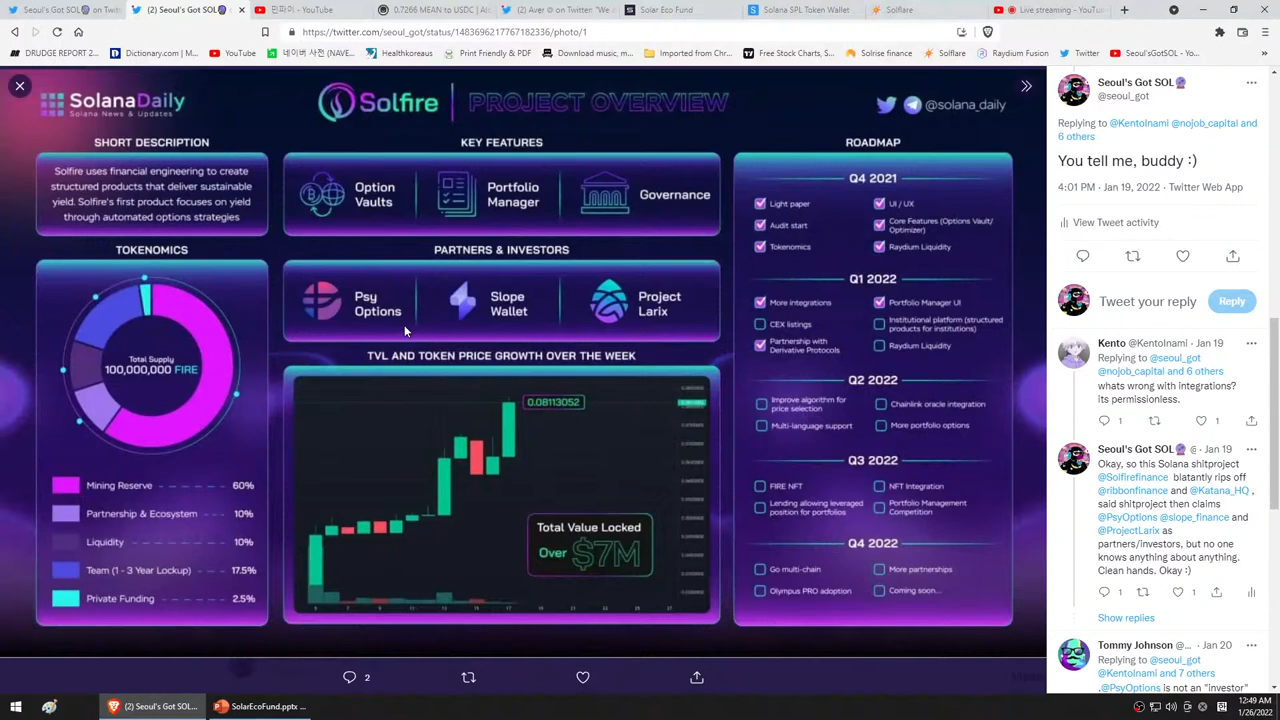 Seoul's Got SOL🔮 on Twitt
(2) Seoul's Got SOL🔮
- YouTube
0.7266 MEAN to USDC |
Aver @ on Twitter: "We
Solar Eco Fund
Solana SPL Token Wallet
Solflare
Live streaming - YouTu
https://twitter.com/seoul_got/status/1483696217767182336/photo/1
DRUDGE REPORT
Dictionary.com | M...
YouTube
Healthkoreaus
Print Friendly & PDF
Download music, m...
Imported from Chr...
Free Stock Charts, S...
Solrise finance
Solflare
Raydium Fusion
Twitter
Seoul'sGotSOL - Yo...
SolanaDaily
Solana News & Updates
Solfire
PROJECT OVERVIEW
@solana_daily
SHORT DESCRIPTION
Solfire uses financial engineering to create
structured products that deliver sustainable
yield. Solfire's first product focuses on yield
through automated options strategies
KEY FEATURES
Option
Vaults
Portfolio
Manager
Governance
TOKENOMICS
Total Supply
100,000,000 FIRE
Mining Reserve 60%
Partnership & Ecosystem 10%
Liquidity 10%
Team (1 - 3 Year Lockup) 17.5%
Private Funding 2.5%
PARTNERS & INVESTORS
Psy
Options
Slope
Wallet
Project
Larix
TVL AND TOKEN PRICE GROWTH OVER THE WEEK
0.08113052
Total Value Locked
Over $7M
ROADMAP
Q4 2021
Light paper
UI / UX
Audit start
Core Features (Options Vault/
Optimizer)
Tokenomics
Raydium Liquidity
Q1 2022
More integrations
Portfolio Manager UI
CEX listings
Institutional platform (structured
products for institutions)
Partnership with
Derivative Protocols
Raydium Liquidity
Q2 2022
Improve algorithm for
price selection
Chainlink oracle integration
Multi-language support
More portfolio options
Q3 2022
FIRE NFT
NFT Integration
Lending allowing leveraged
position for portfolios
Portfolio Management
Competition
Q4 2022
Go multi-chain
More partnerships
Olympus PRO adoption
Coming soon...
2
Seoul's Got SOL🔮
@seoul_got
Replying to @KentoInami @nojob_capital and
6 others
You tell me, buddy :)
4:01 PM · Jan 19, 2022 · Twitter Web App
View Tweet activity
Tweet your reply
Reply
Kento @KentoInami · Jan 19
Replying to @seoul_got
@nojob_capital and 6 others
whats wrong with integrations?
its permissionless.
1 1
Seoul's Got SOL🔮 @ · Jan 19
Okay, so this Solana shitproject
@Solfirefinance blatantly rips off
@ribbonfinance and @Katana_HQ ,
said shitproject then claims
@PsyOptions @slope_finance and
@ProjectLarix as
partners/investors, but no one
knows anything about anything.
Clean hands. Okay :)
1 1 1
Show replies
Tommy Johnson @... · Jan 20
Replying to @seoul_got
@KentoInami and 7 others
.@PsyOptions is not an "investor"
(2) Seoul's Got SOL...
SolarEcoFund.pptx ...
12:49 AM
1/26/2022